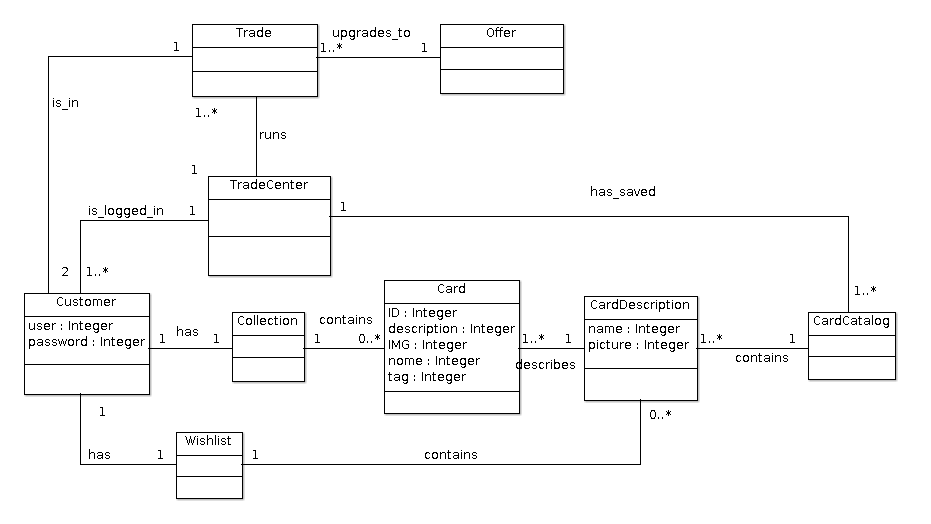 Trade
upgrades_to
Offer
1
1..*
1
is_in
1..*
runs
1
TradeCenter
has_saved
is_logged_in
1
1
2
1..*
1..*
Customer
user : Integer
password : Integer
has
1
1
Collection
contains
1
0..*
Card
ID : Integer
description : Integer
IMG : Integer
nome : Integer
tag : Integer
1..*
1
describes
CardDescription
name : Integer
picture : Integer
1..*
1
contains
CardCatalog
1
0..*
Wishlist
has
1
1
contains